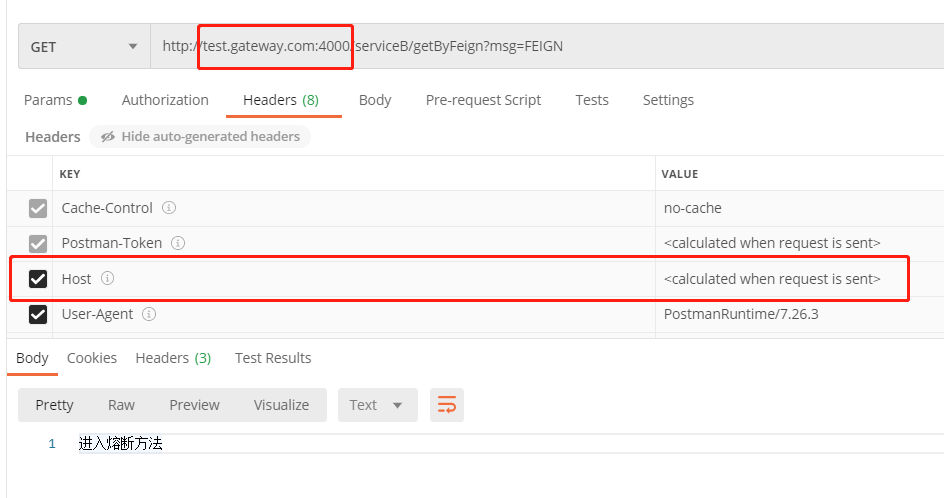 GET http://test.gateway.com:4000/serviceB/getByFeign?msg=FEIGN
Params Authorization Headers (8) Body Pre-request Script Tests Settings
Headers Hide auto-generated headers
KEY VALUE
Cache-Control no-cache
Postman-Token <calculated when request is sent>
Host <calculated when request is sent>
User-Agent PostmanRuntime/7.26.3
Body Cookies Headers (3) Test Results
Pretty Raw Preview Visualize Text
1 进入熔断方法